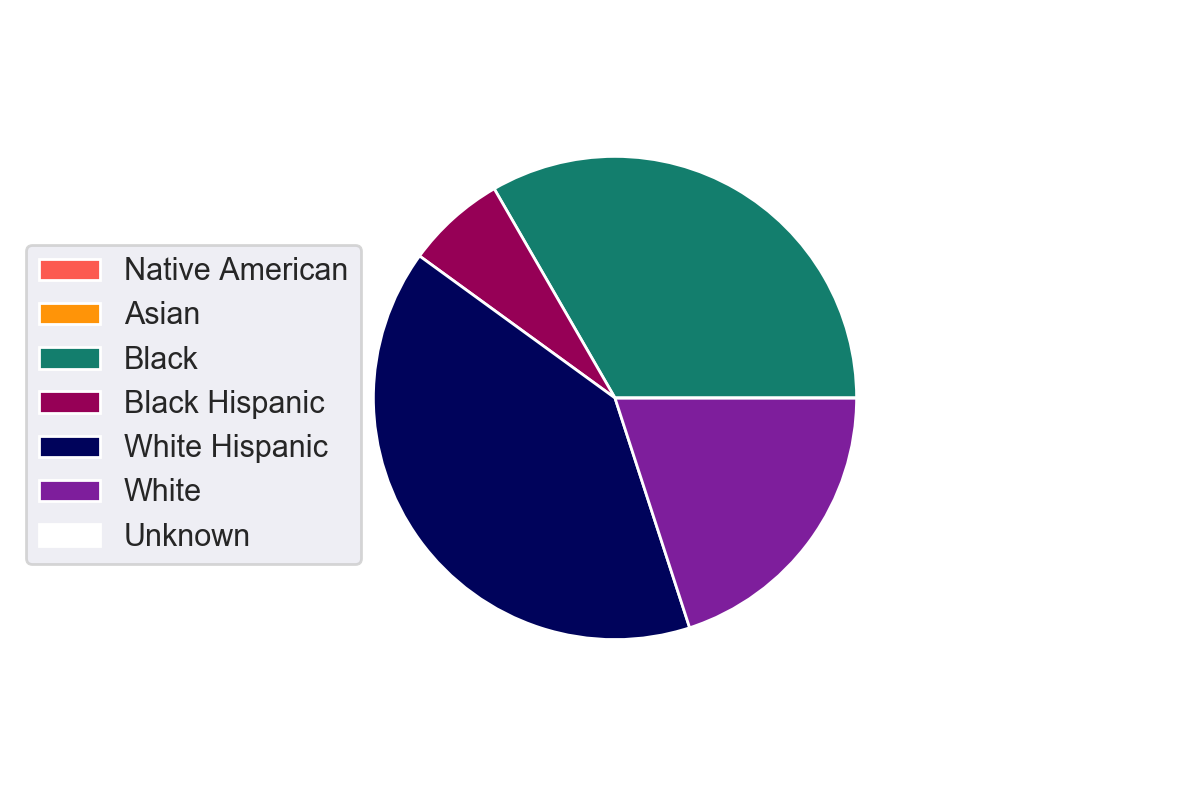 Native American
Asian
Black
Black Hispanic
White Hispanic
White
Unknown